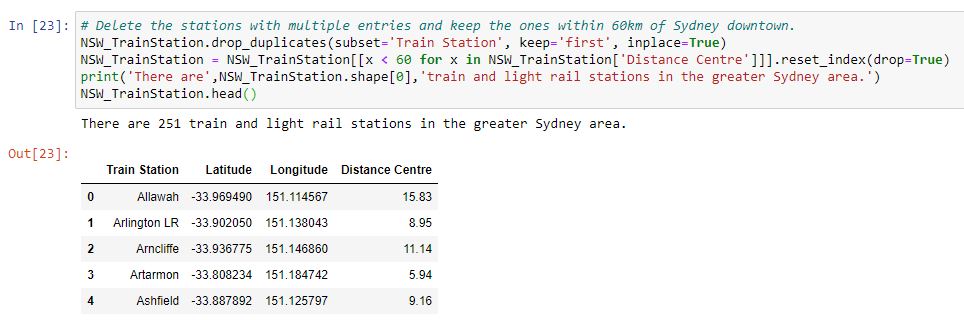 In [23]: # Delete the stations with multiple entries and keep the ones within 60km of Sydney downtown.
NSW_TrainStation.drop_duplicates(subset='Train Station', keep='first', inplace=True)
NSW_TrainStation = NSW_TrainStation[[x < 60 for x in NSW_TrainStation['Distance Centre']]].reset_index(drop=True)
print('There are',NSW_TrainStation.shape[0],'train and light rail stations in the greater Sydney area.')
NSW_TrainStation.head()
There are 251 train and light rail stations in the greater Sydney area.
Out[23]:
Train Station Latitude Longitude Distance Centre
0 Allawah -33.969490 151.114567 15.83
1 Arlington LR -33.902050 151.138043 8.95
2 Arncliffe -33.936775 151.146860 11.14
3 Artarmon -33.808234 151.184742 5.94
4 Ashfield -33.887892 151.125797 9.16